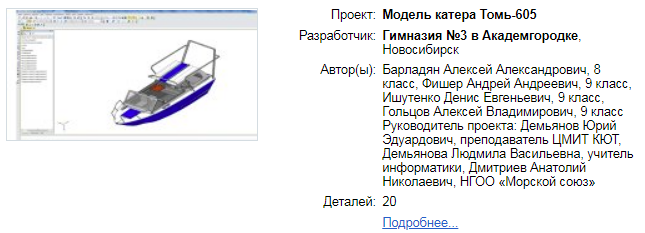 Проект: Модель катера Томь-605
Разработчик: Гимназия №3 в Академгородке,
Новосибирск
Автор(ы): Барладян Алексей Александрович, 8
класс, Фишер Андрей Андреевич, 9 класс,
Ишутенко Денис Евгеньевич, 9 класс,
Гольцов Алексей Владимирович, 9 класс
Руководитель проекта: Демьянов Юрий
Эдуардович, преподаватель ЦМИТ КЮТ,
Демьянова Людмила Васильевна, учитель
информатики, Дмитриев Анатолий
Николаевич, НГОО «Морской союз»
Деталей: 20
Подробнее...